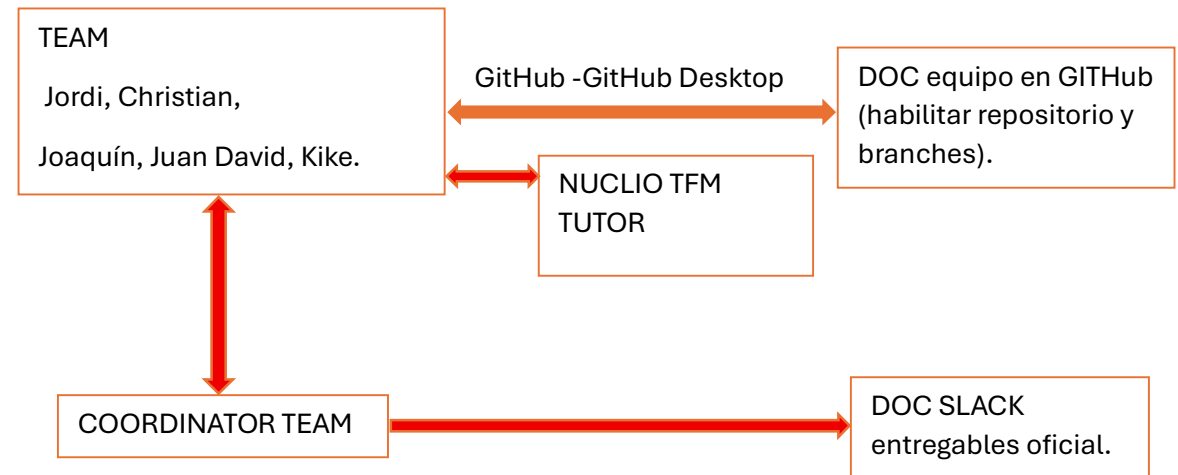 TEAM
Jordi, Christian,
Joaquín, Juan David, Kike.
GitHub -GitHub Desktop
DOC equipo en GITHub
(habilitar repositorio y
branches).
NUCLIO TFM
TUTOR
COORDINATOR TEAM
DOC SLACK
entregables oficial.